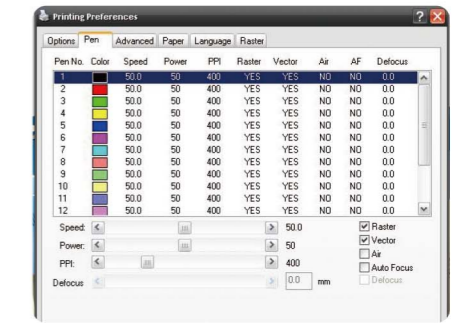 Printing Preferences
Options Pen Advanced Paper Language Raster
Pen No. Color Speed Power PPI Raster Vector Air AF Defocus
1 50.0 50 400 YES YES NO NO 0.0
2 50.0 50 400 YES YES NO NO 0.0
3 50.0 50 400 YES YES NO NO 0.0
4 50.0 50 400 YES YES NO NO 0.0
5 50.0 50 400 YES YES NO NO 0.0
6 50.0 50 400 YES YES NO NO 0.0
7 50.0 50 400 YES YES NO NO 0.0
8 50.0 50 400 YES YES NO NO 0.0
9 50.0 50 400 YES YES NO NO 0.0
10 50.0 50 400 YES YES NO NO 0.0
11 50.0 50 400 YES YES NO NO 0.0
12 50.0 50 400 YES YES NO NO 0.0
Speed: 50.0 Raster
Power: 50 Vector
Air
PPI: 400 Auto Focus
Defocus 0.0 mm Defocus